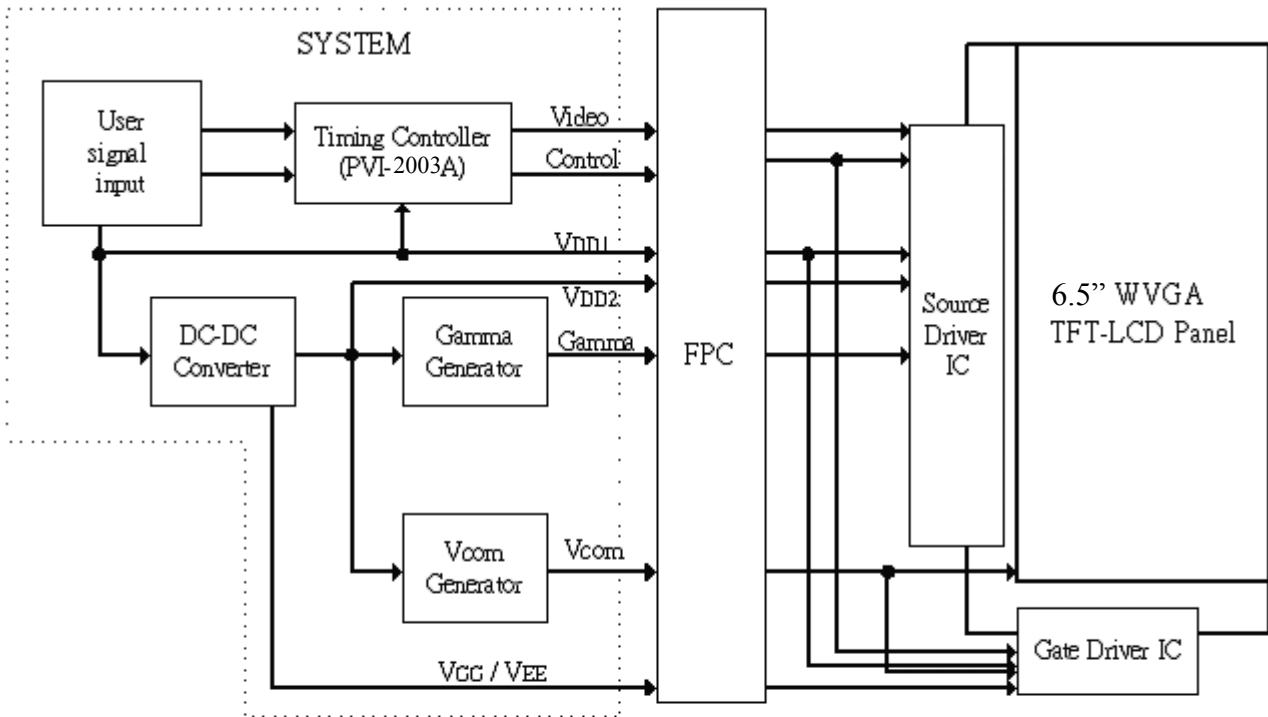 SYSTEM
User
signal
input
Timing Controller
(PVI-2003A)
Video
Control
VDD1
VDD2
DC-DC
Converter
Gamma
Generator
Gamma
FPC
Source
Driver
IC
6.5” WVGA
TFT-LCD Panel
Vcom
Generator
Vcom
VGG / VEE
Gate Driver IC